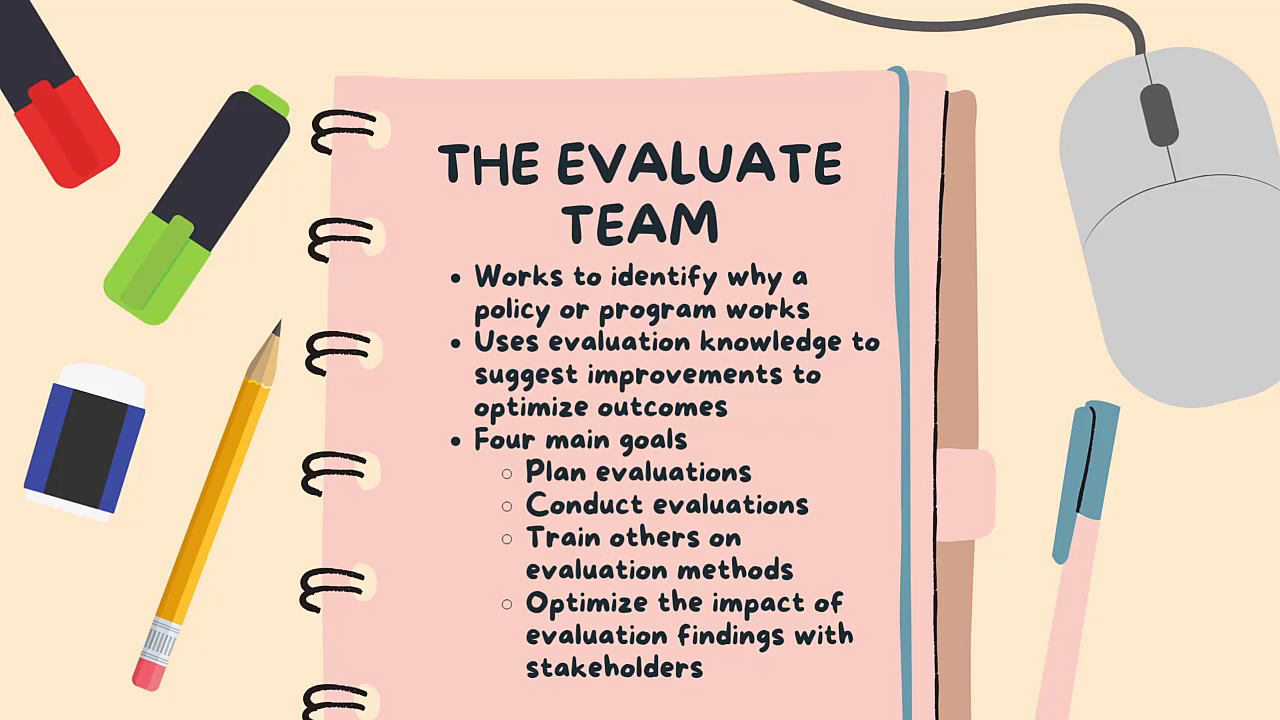 THE EVALUATE
TEAM
• Works to identify why a
policy or program works
• Uses evaluation knowledge to
suggest improvements to
optimize outcomes
• Four main goals
○ Plan evaluations
○ Conduct evaluations
○ Train others on
evaluation methods
○ Optimize the impact of
evaluation findings with
stakeholders